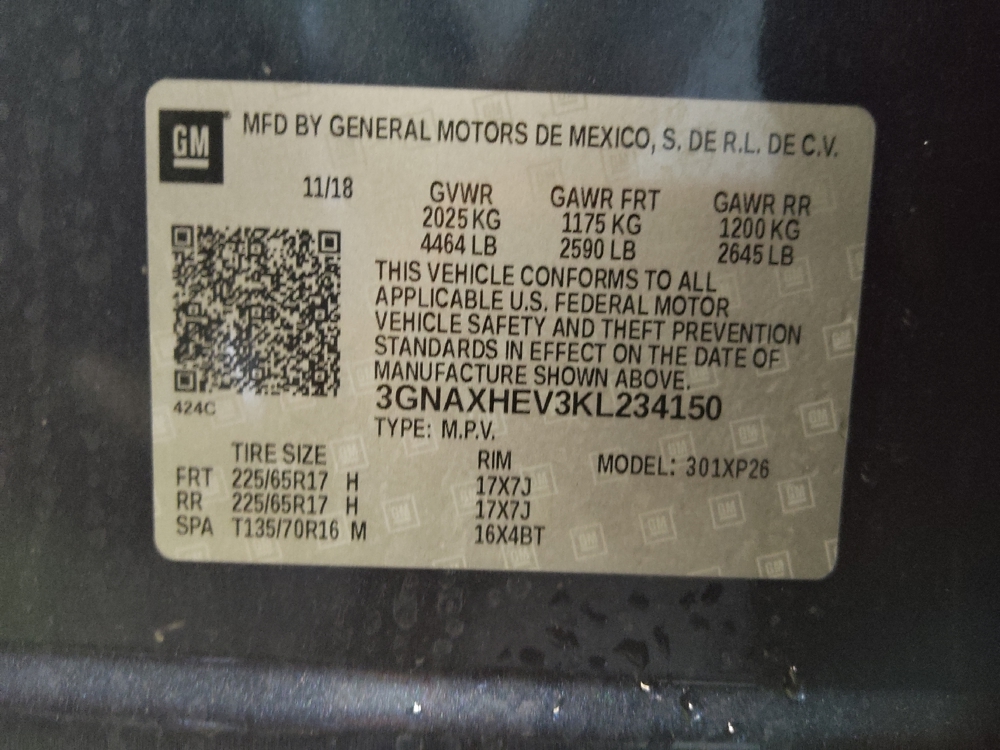 GM MFD BY GENERAL MOTORS DE MEXICO, S. DE R.L. DE C.V.
11/18 GVWR GAWR FRT GAWR RR
2025 KG 1175 KG 1200 KG
4464 LB 2590 LB 2645 LB
THIS VEHICLE CONFORMS TO ALL
APPLICABLE U.S. FEDERAL MOTOR
VEHICLE SAFETY AND THEFT PREVENTION
STANDARDS IN EFFECT ON THE DATE OF
MANUFACTURE SHOWN ABOVE.
424C
3GNAXHEV3KL234150
TYPE: M.P.V.
TIRE SIZE RIM MODEL: 301XP26
FRT 225/65R17 H 17X7J
RR 225/65R17 H 17X7J
SPA T135/70R16 M 16X4BT